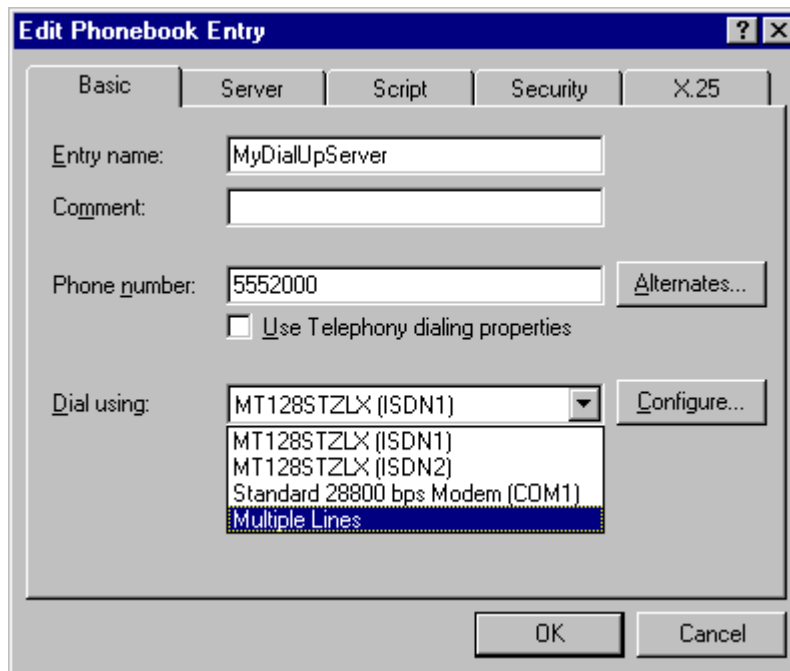 Edit Phonebook Entry
Basic Server Script Security X.25
Entry name: MyDialUpServer
Comment:
Phone number: 5552000 Alternates...
Use Telephony dialing properties
Dial using: MT128STZLX (ISDN1) Configure...
MT128STZLX (ISDN1)
MT128STZLX (ISDN2)
Standard 28800 bps Modem (COM1)
Multiple Lines
OK Cancel